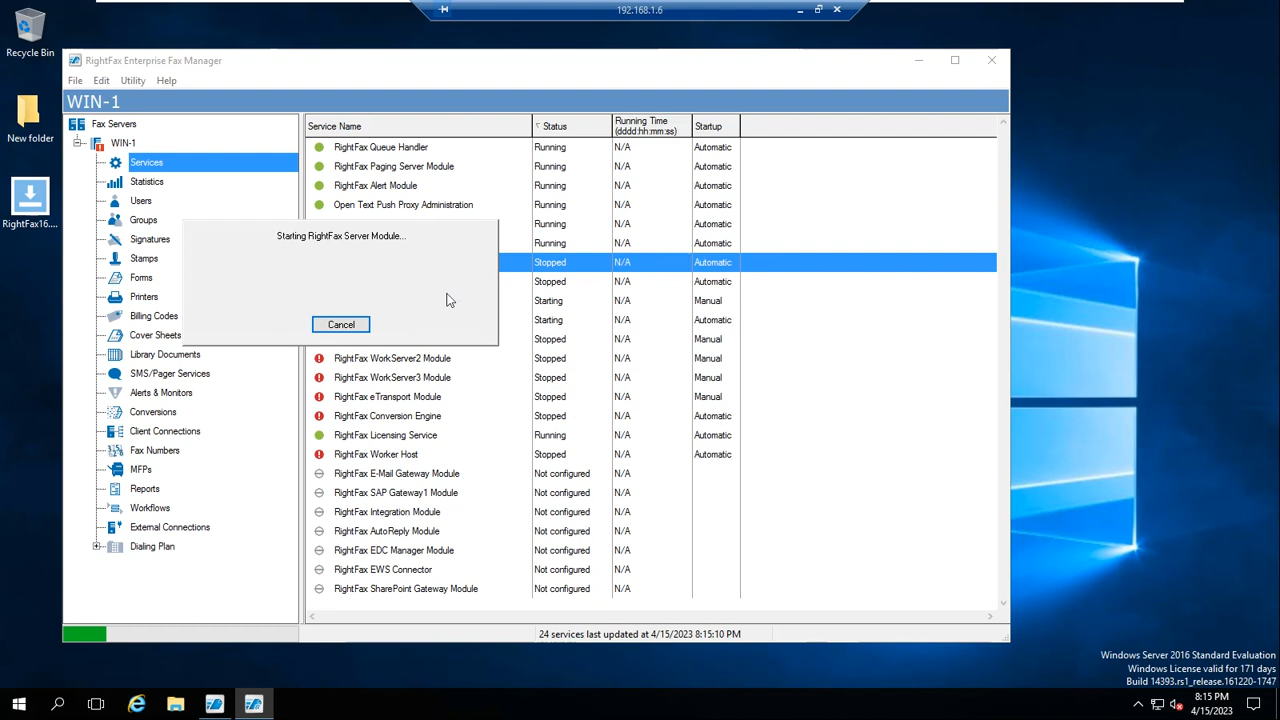 192.168.1.6
Recycle Bin
New folder
RightFax16....
RightFax Enterprise Fax Manager
File Edit Utility Help
WIN-1
Fax Servers
WIN-1
Services
Statistics
Users
Groups
Signatures
Stamps
Forms
Printers
Billing Codes
Cover Sheets
Library Documents
SMS/Pager Services
Alerts & Monitors
Conversions
Client Connections
Fax Numbers
MFPs
Reports
Workflows
External Connections
Dialing Plan
Service Name Status Running Time (dddd:hh:mm:ss) Startup
RightFax Queue Handler Running N/A Automatic
RightFax Paging Server Module Running N/A Automatic
RightFax Alert Module Running N/A Automatic
Open Text Push Proxy Administration Running N/A Automatic
Running N/A Automatic
Running N/A Automatic
Stopped N/A Automatic
Stopped N/A Automatic
Starting N/A Manual
Starting N/A Automatic
Stopped N/A Manual
RightFax WorkServer2 Module Stopped N/A Manual
RightFax WorkServer3 Module Stopped N/A Manual
RightFax eTransport Module Stopped N/A Manual
RightFax Conversion Engine Stopped N/A Automatic
RightFax Licensing Service Running N/A Automatic
RightFax Worker Host Stopped N/A Automatic
RightFax E-Mail Gateway Module Not configured N/A
RightFax SAP Gateway1 Module Not configured N/A
RightFax Integration Module Not configured N/A
RightFax AutoReply Module Not configured N/A
RightFax EDC Manager Module Not configured N/A
RightFax EWS Connector Not configured N/A
RightFax SharePoint Gateway Module Not configured N/A
Starting RightFax Server Module...
Cancel
24 services last updated at 4/15/2023 8:15:10 PM
Windows Server 2016 Standard Evaluation
Windows License valid for 171 days
Build 14393.rs1_release.161220-1747
8:15 PM
4/15/2023